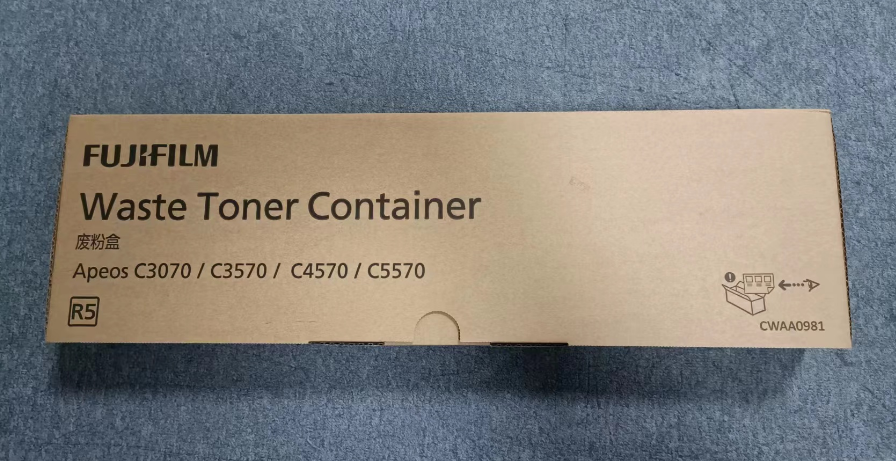 FUJIFILM
Waste Toner Container
废粉盒
Apeos C3070 / C3570 / C4570 / C5570
R5
CWAA0981